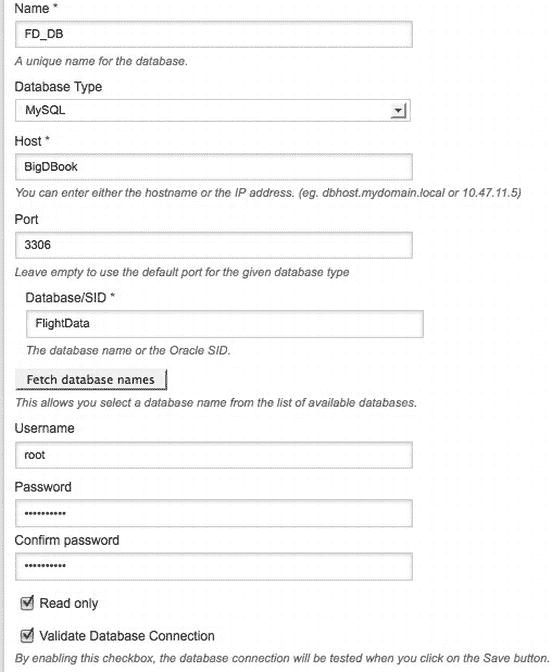 Name *
FD_DB
A unique name for the database.
Database Type
MySQL
Host *
BigDBook
You can enter either the hostname or the IP address. (eg. dbhost.mydomain.local or 10.47.11.5)
Port
3306
Leave empty to use the default port for the given database type
Database/SID *
FlightData
The database name or the Oracle SID.
Fetch database names
This allows you select a database name from the list of available databases.
Username
root
Password
••••••••••
Confirm password
••••••••••
Read only
Validate Database Connection
By enabling this checkbox, the database connection will be tested when you click on the Save button.